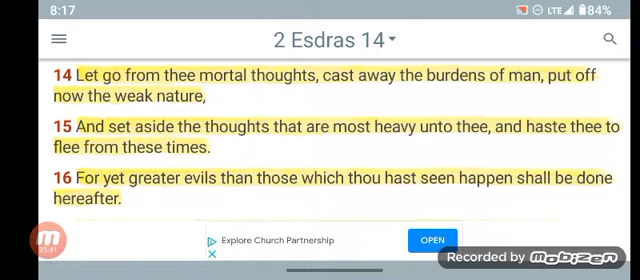 8:17
LTE 84%
2 Esdras 14
14 Let go from thee mortal thoughts, cast away the burdens of man, put off
now the weak nature,
15 And set aside the thoughts that are most heavy unto thee, and haste thee to
flee from these times.
16 For yet greater evils than those which thou hast seen happen shall be done
hereafter.
M
35:41
Explore Church Partnership
OPEN
Recorded by mobizen